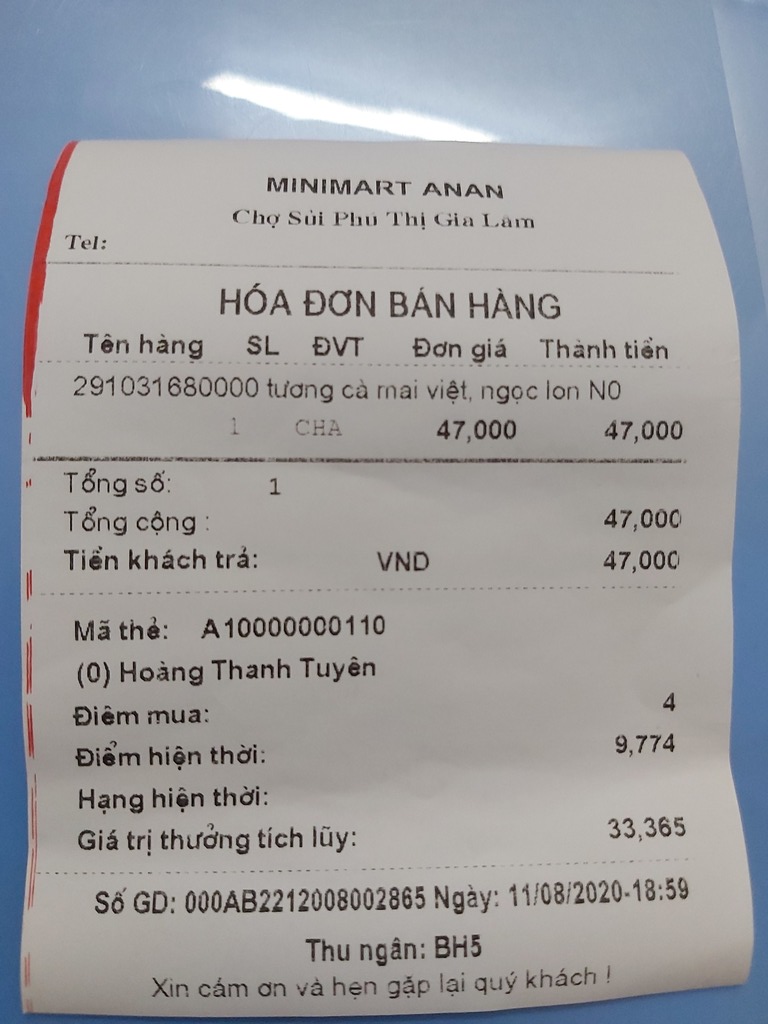 MINIMART ANAN
Chợ Sủi Phú Thị Gia Lâm
Tel:
HÓA ĐƠN BÁN HÀNG
Tên hàng SL ĐVT Đơn giá Thành tiền
291031680000 tương cà mai việt, ngọc lon N0
1 CHA 47,000 47,000
Tổng số: 1
Tổng cộng : 47,000
Tiền khách trả: VND 47,000
Mã thẻ: A10000000110
(0) Hoàng Thanh Tuyên
Điểm mua: 4
Điểm hiện thời: 9,774
Hạng hiện thời:
Giá trị thưởng tích lũy: 33,365
Số GD: 000AB2212008002865 Ngày: 11/08/2020-18:59
Thu ngân: BH5
Xin cám ơn và hẹn gặp lại quý khách !